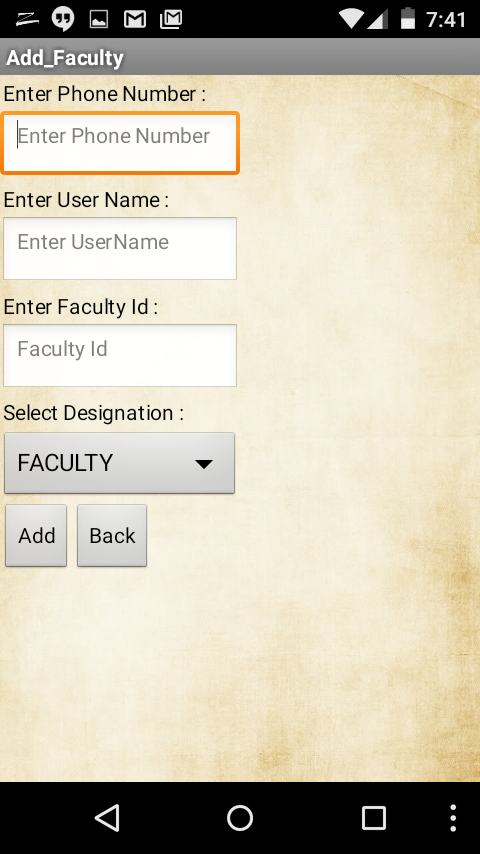 7:41
Add_Faculty
Enter Phone Number :
Enter Phone Number
Enter User Name :
Enter UserName
Enter Faculty Id :
Faculty Id
Select Designation :
FACULTY
Add Back